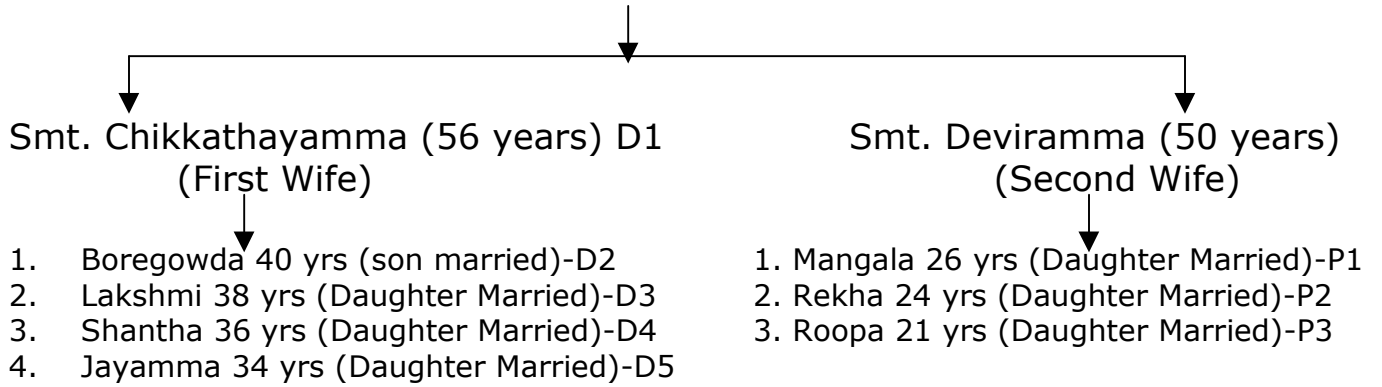 Smt. Chikkathayamma (56 years) D1
(First Wife)
1. Boregowda 40 yrs (son married)-D2
2. Lakshmi 38 yrs (Daughter Married)-D3
3. Shantha 36 yrs (Daughter Married)-D4
4. Jayamma 34 yrs (Daughter Married)-D5
Smt. Deviramma (50 years)
(Second Wife)
1. Mangala 26 yrs (Daughter Married)-P1
2. Rekha 24 yrs (Daughter Married)-P2
3. Roopa 21 yrs (Daughter Married)-P3